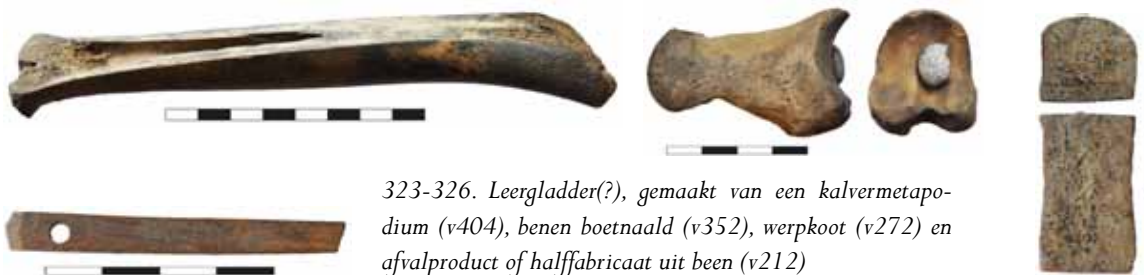 323-326. Leergladder(?), gemaakt van een kalvermetapo-
dium (v404), benen boetnaald (v352), werpkoot (v272) en
afvalproduct of halffabricaat uit been (v212)